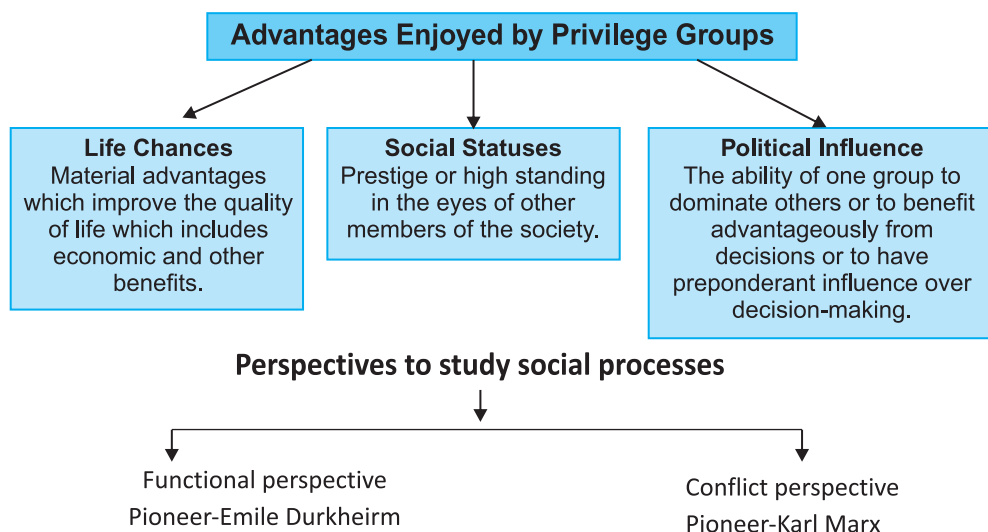 Advantages Enjoyed by Privilege Groups
Life Chances
Material advantages
which improve the quality
of life which includes
economic and other
benefits.
Social Statuses
Prestige or high standing
in the eyes of other
members of the society.
Political Influence
The ability of one group to
dominate others or to benefit
advantageously from
decisions or to have
preponderant influence over
decision-making.
Perspectives to study social processes
Functional perspective
Pioneer-Emile Durkheirm
Conflict perspective
Pioneer-Karl Marx